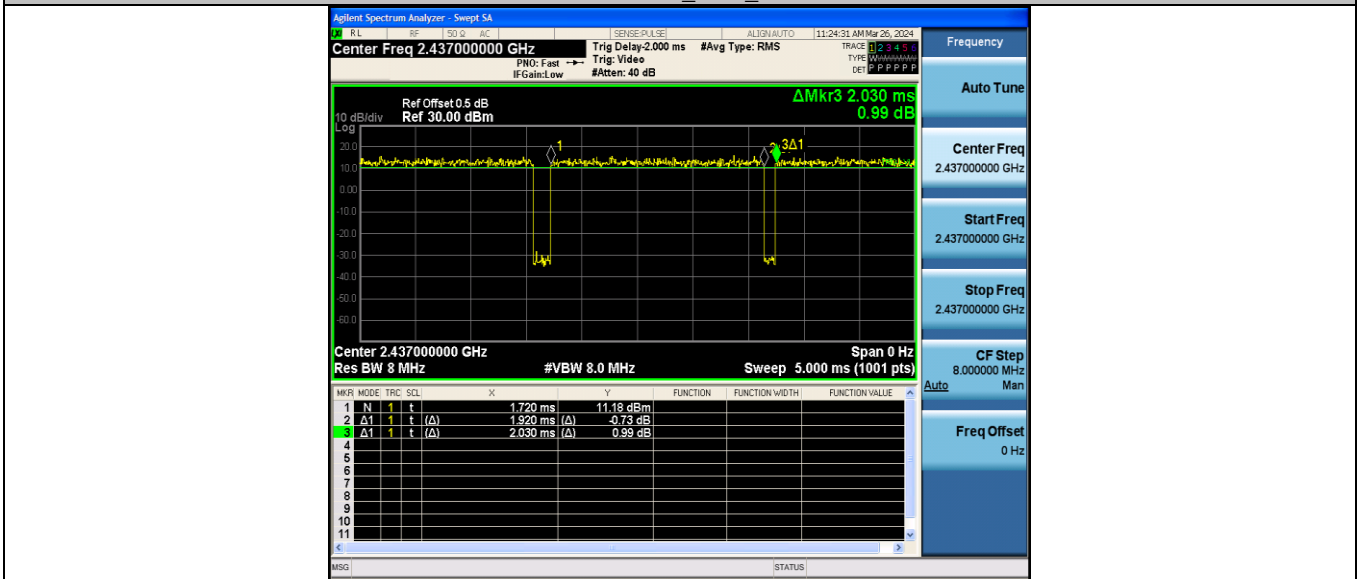 Agilent Spectrum Analyzer - Swept SA
RL RF 50 Ω AC SENSE:PULSE ALIGNAUTO 11:24:31 AM Mar 26, 2024
Center Freq 2.437000000 GHz
PNO: Fast
IFGain:Low
Trig Delay-2.000 ms
Trig: Video
#Atten: 40 dB
#Avg Type: RMS
TRACE 1 2 3 4 5 6
TYPE W
DET P P P P P P
Ref Offset 0.5 dB
Ref 30.00 dBm
10 dB/div
Log
ΔMkr3 2.030 ms
0.99 dB
20.0
10.0
0.00
-10.0
-20.0
-30.0
-40.0
-50.0
-60.0
1
3Δ1
Center 2.437000000 GHz Span 0 Hz
Res BW 8 MHz #VBW 8.0 MHz Sweep 5.000 ms (1001 pts)
MKR MODE TRC SCL X Y FUNCTION FUNCTION WIDTH FUNCTION VALUE
1 N 1 t 1.720 ms 11.18 dBm
2 Δ1 1 t (Δ) 1.920 ms (Δ) -0.73 dB
3 Δ1 1 t (Δ) 2.030 ms (Δ) 0.99 dB
4
5
6
7
8
9
10
11
MSG STATUS
Frequency
Auto Tune
Center Freq
2.437000000 GHz
Start Freq
2.437000000 GHz
Stop Freq
2.437000000 GHz
CF Step
8.000000 MHz
Auto Man
Freq Offset
0 Hz